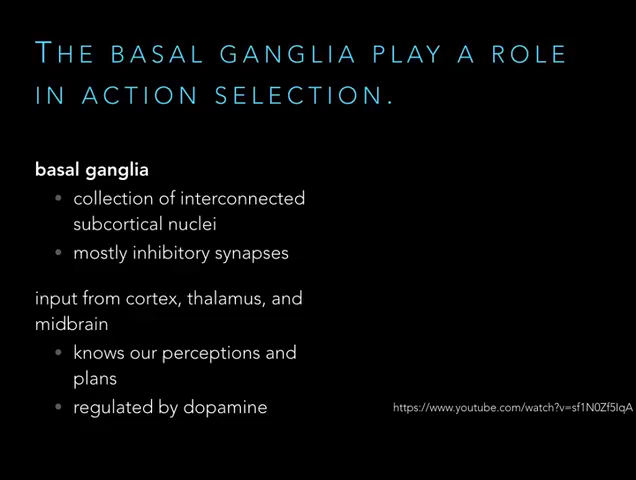 THE BASAL GANGLIA PLAY A ROLE
IN ACTION SELECTION.
basal ganglia
• collection of interconnected
subcortical nuclei
• mostly inhibitory synapses
input from cortex, thalamus, and
midbrain
• knows our perceptions and
plans
• regulated by dopamine
https://www.youtube.com/watch?v=sf1N0Zf5IqA